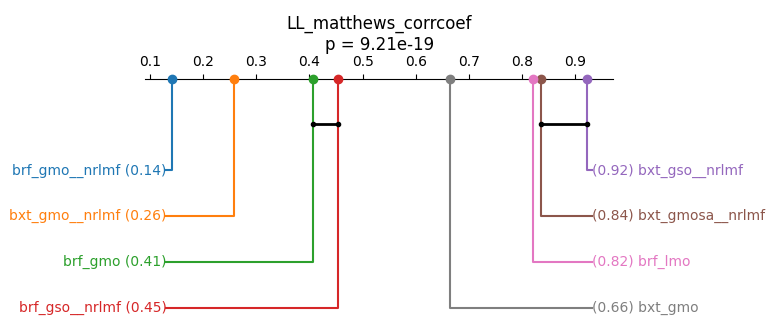 LL_matthews_corrcoef
p = 9.21e-19
0.1 0.2 0.3 0.4 0.5 0.6 0.7 0.8 0.9
brf_gmo__nrlmf (0.14) (0.92) bxt_gso__nrlmf
bxt_gmo__nrlmf (0.26) (0.84) bxt_gmosa__nrlmf
brf_gmo (0.41) (0.82) brf_lmo
brf_gso__nrlmf (0.45) (0.66) bxt_gmo